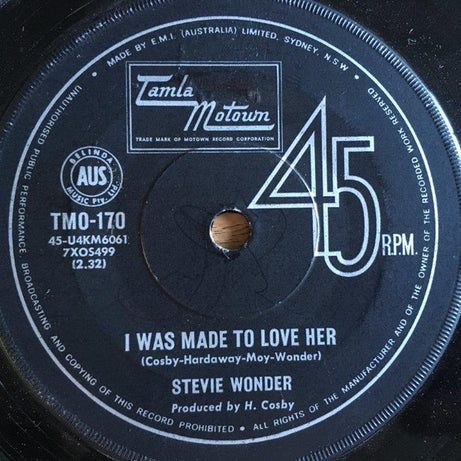 MADE BY E.M.I. (AUSTRALIA) LIMITED, SYDNEY, N.S.W.
Tamla
Motown
TRADE MARK OF MOTOWN RECORD CORPORATION
45
R.P.M.
BELINDA
AUS
MUSIC Pty.
TMO-170
45-U4KM6061
7XOS499
(2.32)
I WAS MADE TO LOVE HER
(Cosby-Hardaway-Moy-Wonder)
STEVIE WONDER
Produced by H. Cosby
UNAUTHORISED PUBLIC PERFORMANCE BROADCASTING AND COPYING OF THIS RECORD PROHIBITED • ALL RIGHTS OF THE MANUFACTURER AND OF THE OWNER OF THE RECORDED WORK RESERVED